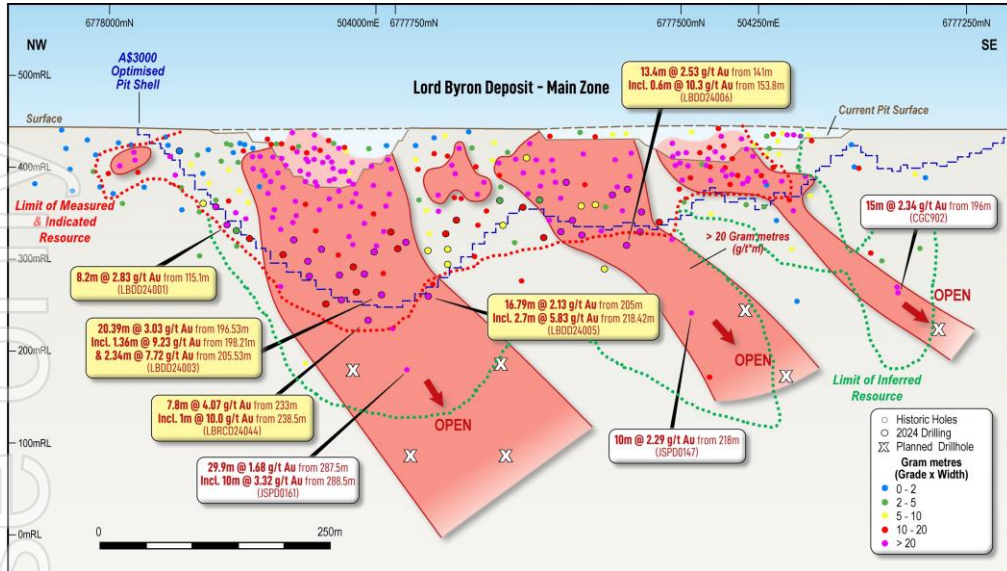 6778000mN
504000mE
6777750mN
6777500mN
504250mE
6777250mN
NW
SE
A$3000
Optimised
Pit Shell
500mRL
Lord Byron Deposit - Main Zone
13.4m @ 2.53 g/t Au from 141m
Incl. 0.6m @ 10.3 g/t Au from 153.8m
(LBDD24006)
Current Pit Surface
Surface
400mRL
Limit of Measured
& Indicated
Resource
15m @ 2.34 g/t Au from 196m
(CGC902)
> 20 Gram metres
(g/t*m)
300mRL
8.2m @ 2.83 g/t Au from 115.1m
(LBDD24001)
OPEN
16.79m @ 2.13 g/t Au from 205m
Incl. 2.7m @ 5.83 g/t Au from 218.42m
(LBDD24005)
20.39m @ 3.03 g/t Au from 196.53m
Incl. 1.36m @ 9.23 g/t Au from 198.21m
& 2.34m @ 7.72 g/t Au from 205.53m
(LBDD24003)
200mRL
OPEN
Limit of Inferred
Resource
7.8m @ 4.07 g/t Au from 233m
Incl. 1m @ 10.0 g/t Au from 238.5m
(LBRCD24044)
OPEN
100mRL
10m @ 2.29 g/t Au from 218m
(JSPD0147)
29.9m @ 1.68 g/t Au from 287.5m
Incl. 10m @ 3.32 g/t Au from 288.5m
(JSPD0161)
Historic Holes
2024 Drilling
Planned Drillhole
Gram metres
(Grade x Width)
0 - 2
2 - 5
5 - 10
10 - 20
> 20
0
250m
0mRL